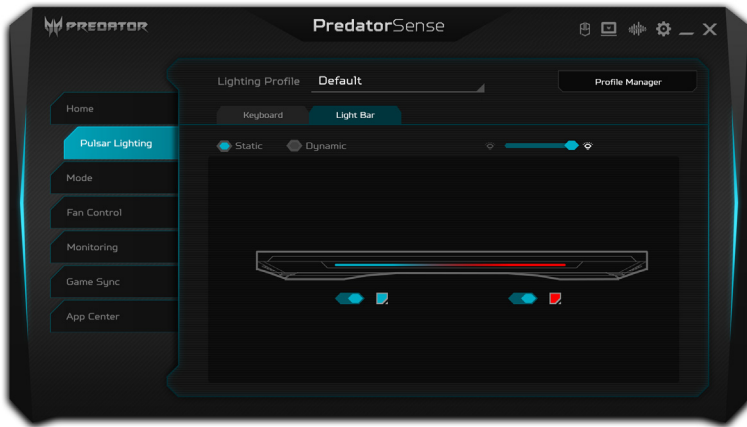 PREDATOR
PredatorSense
Lighting Profile Default
Profile Manager
Keyboard
Light Bar
Static
Dynamic
Home
Pulsar Lighting
Mode
Fan Control
Monitoring
Game Sync
App Center